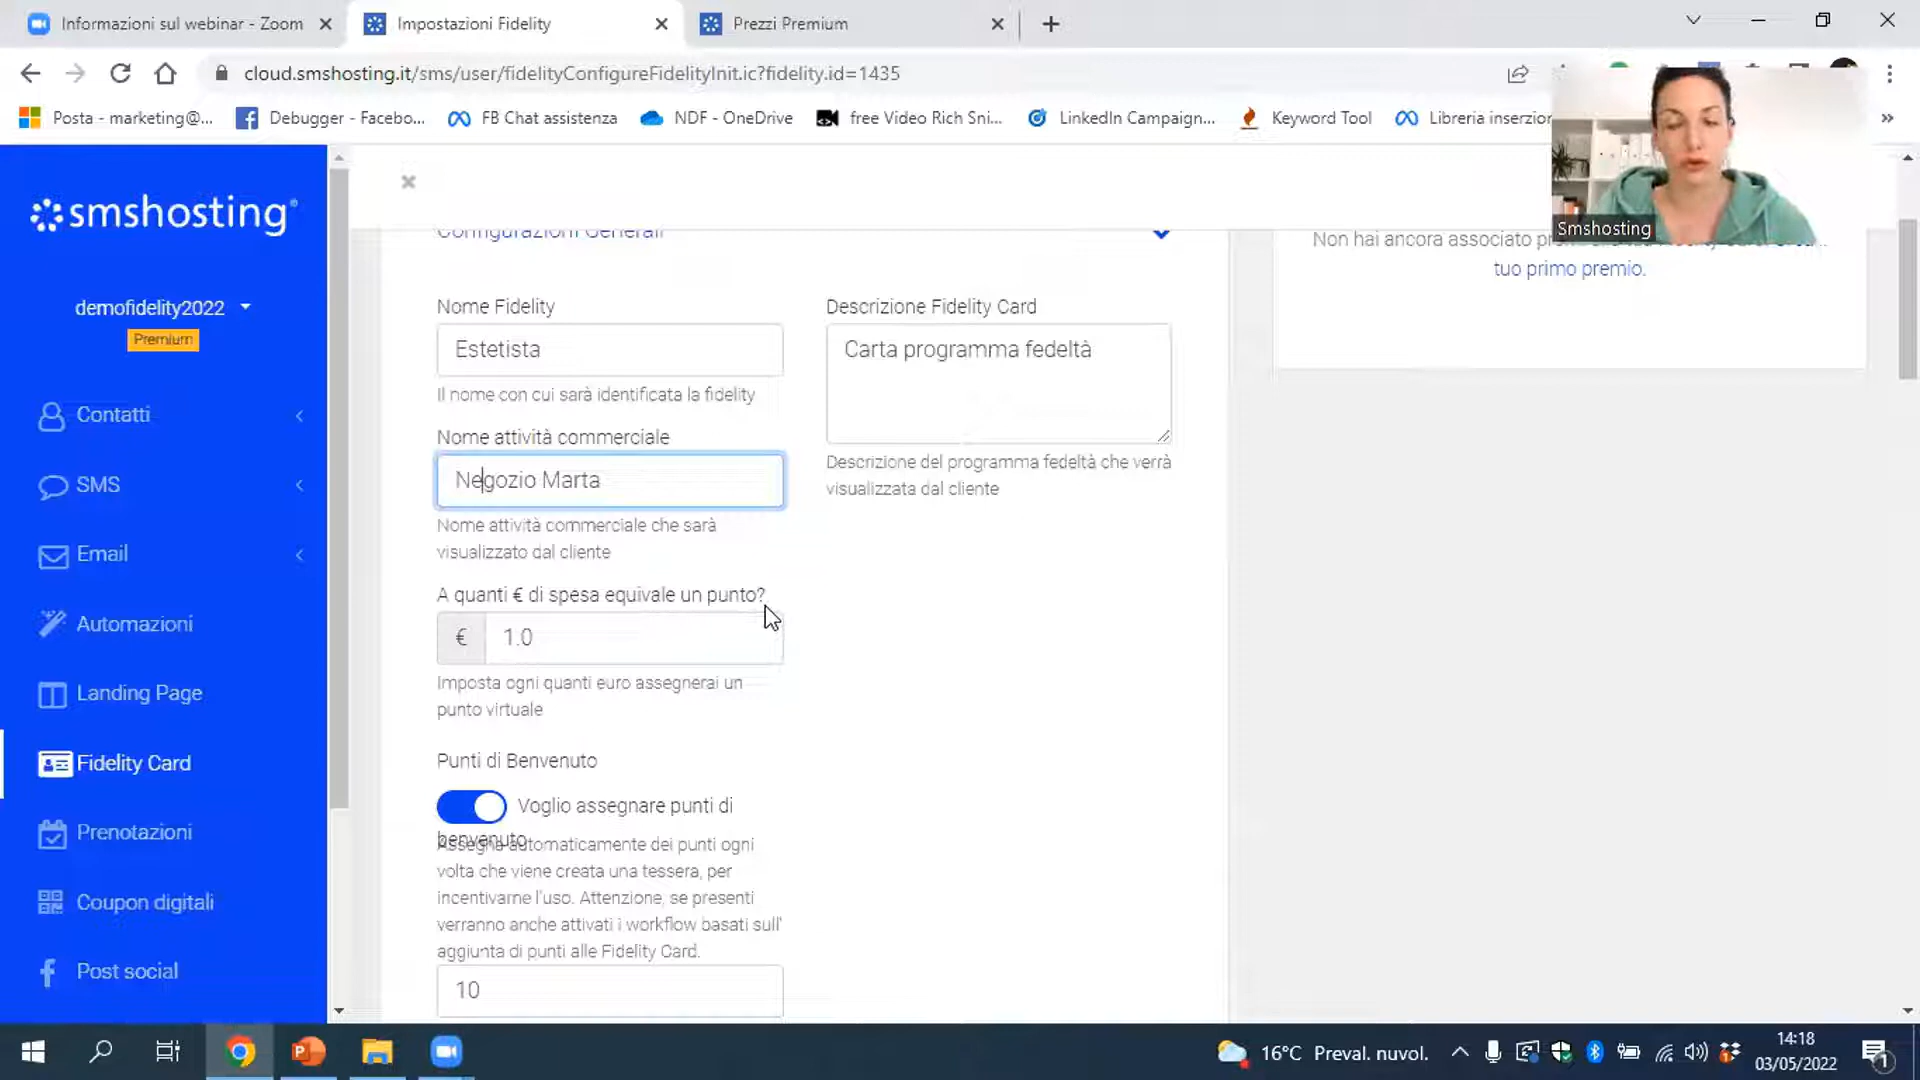 Informazioni sul webinar - Zoom
Impostazioni Fidelity
Prezzi Premium
cloud.smshosting.it/sms/user/fidelityConfigureFidelityInit.ic?fidelity.id=1435
Posta - marketing@...
Debugger - Facebo...
FB Chat assistenza
NDF - OneDrive
free Video Rich Sni...
LinkedIn Campaign...
Keyword Tool
Libreria inserzion
smshosting®
demofidelity2022
Premium
Contatti
SMS
Email
Automazioni
Landing Page
Fidelity Card
Prenotazioni
Coupon digitali
Post social
Configurazioni Generali
Nome Fidelity
Estetista
Il nome con cui sarà identificata la fidelity
Nome attività commerciale
Negozio Marta
Nome attività commerciale che sarà
visualizzato dal cliente
A quanti € di spesa equivale un punto?
€ 1.0
Imposta ogni quanti euro assegnerai un
punto virtuale
Punti di Benvenuto
Voglio assegnare punti di
benvenuto
Assegna automaticamente dei punti ogni
volta che viene creata una tessera, per
incentivarne l'uso. Attenzione, se presenti
verranno anche attivati i workflow basati sull'
aggiunta di punti alle Fidelity Card.
10
Descrizione Fidelity Card
Carta programma fedeltà
Descrizione del programma fedeltà che verrà
visualizzata dal cliente
Smshosting
Non hai ancora associato
tuo primo premio.
16°C Preval. nuvol.
14:18
03/05/2022
1